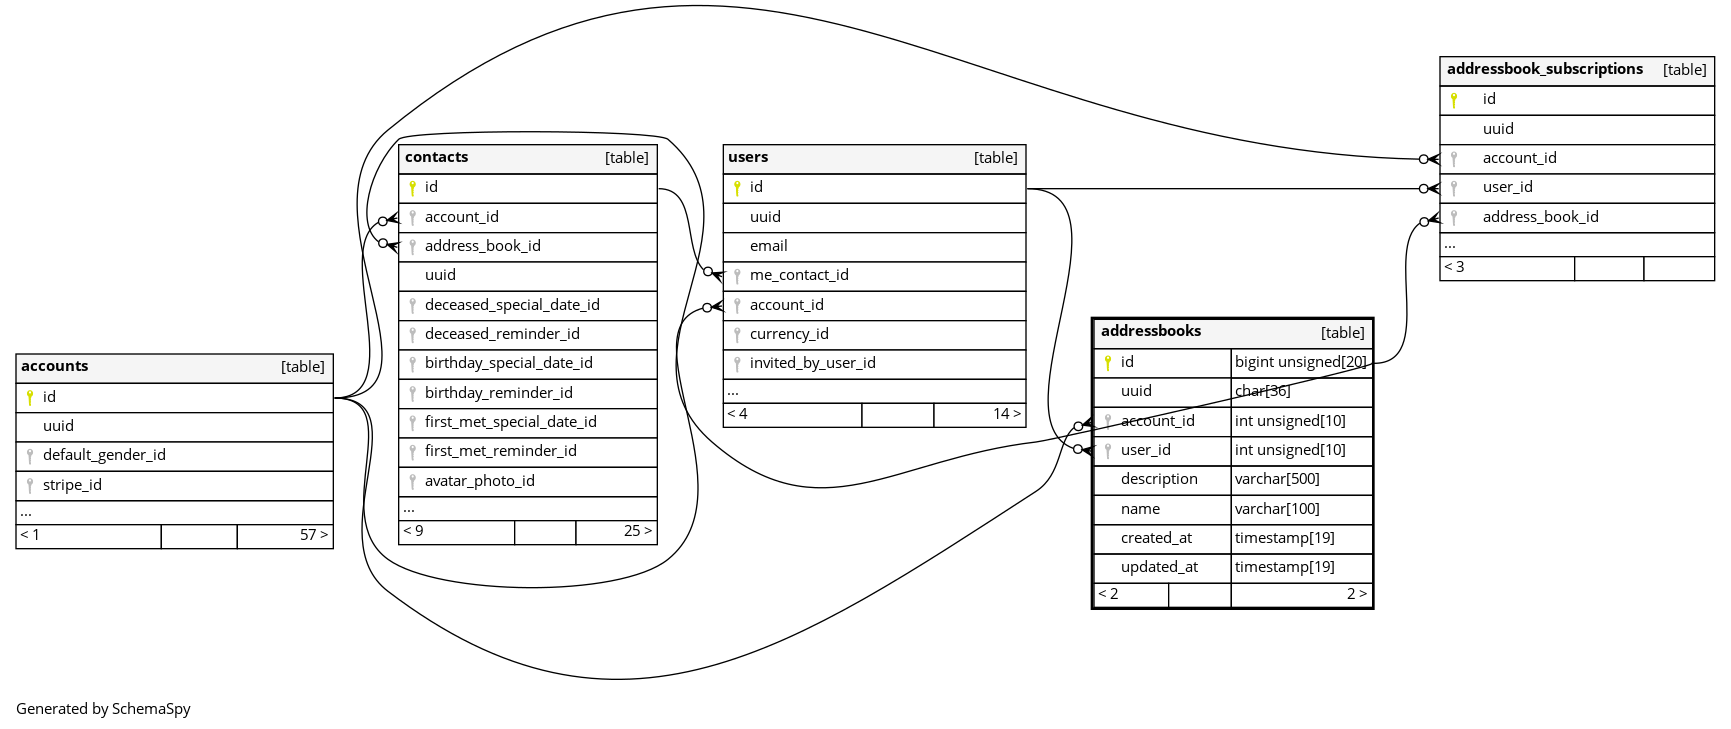 addressbook_subscriptions [table]
id
uuid
account_id
user_id
address_book_id
...
< 3
contacts [table]
id
account_id
address_book_id
uuid
deceased_special_date_id
deceased_reminder_id
birthday_special_date_id
birthday_reminder_id
first_met_special_date_id
first_met_reminder_id
avatar_photo_id
...
< 9 25 >
users [table]
id
uuid
email
me_contact_id
account_id
currency_id
invited_by_user_id
...
< 4 14 >
addressbooks [table]
id bigint unsigned[20]
uuid char[36]
account_id int unsigned[10]
user_id int unsigned[10]
description varchar[500]
name varchar[100]
created_at timestamp[19]
updated_at timestamp[19]
< 2 2 >
accounts [table]
id
uuid
default_gender_id
stripe_id
...
< 1 57 >
Generated by SchemaSpy